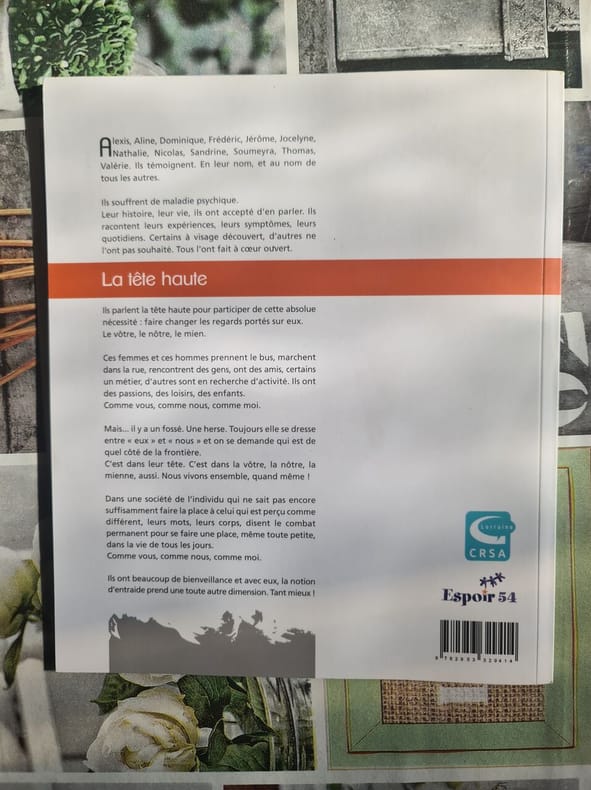 Alexis, Aline, Dominique, Frédéric, Jérôme, Jocelyne,
Nathalie, Nicolas, Sandrine, Soumeyra, Thomas,
Valérie. Ils témoignent. En leur nom, et au nom de
tous les autres.
Ils souffrent de maladie psychique.
Leur histoire, leur vie, ils ont accepté d'en parler. Ils
racontent leurs expériences, leurs symptômes, leurs
quotidiens. Certains à visage découvert, d'autres ne
l'ont pas souhaité. Tous l'ont fait à cœur ouvert.
La tête haute
Ils parlent la tête haute pour participer de cette absolue
nécessité : faire changer les regards portés sur eux.
Le vôtre, le nôtre, le mien.
Ces femmes et ces hommes prennent le bus, marchent
dans la rue, rencontrent des gens, ont des amis, certains
un métier, d'autres sont en recherche d'activité. Ils ont
des passions, des loisirs, des enfants.
Comme vous, comme nous, comme moi.
Mais... il y a un fossé. Une herse. Toujours elle se dresse
entre « eux » et « nous » et on se demande qui est de
quel côté de la frontière.
C'est dans leur tête. C'est dans la vôtre, la nôtre, la
mienne, aussi. Nous vivons ensemble, quand même !
Dans une société de l'individu qui ne sait pas encore
suffisamment faire la place à celui qui est perçu comme
différent, leurs mots, leurs corps, disent le combat
permanent pour se faire une place, même toute petite,
dans la vie de tous les jours.
Comme vous, comme nous, comme moi.
Ils ont beaucoup de bienveillance et avec eux, la notion
d'entraide prend une toute autre dimension. Tant mieux !
Lorraine
CRSA
Espoir 54